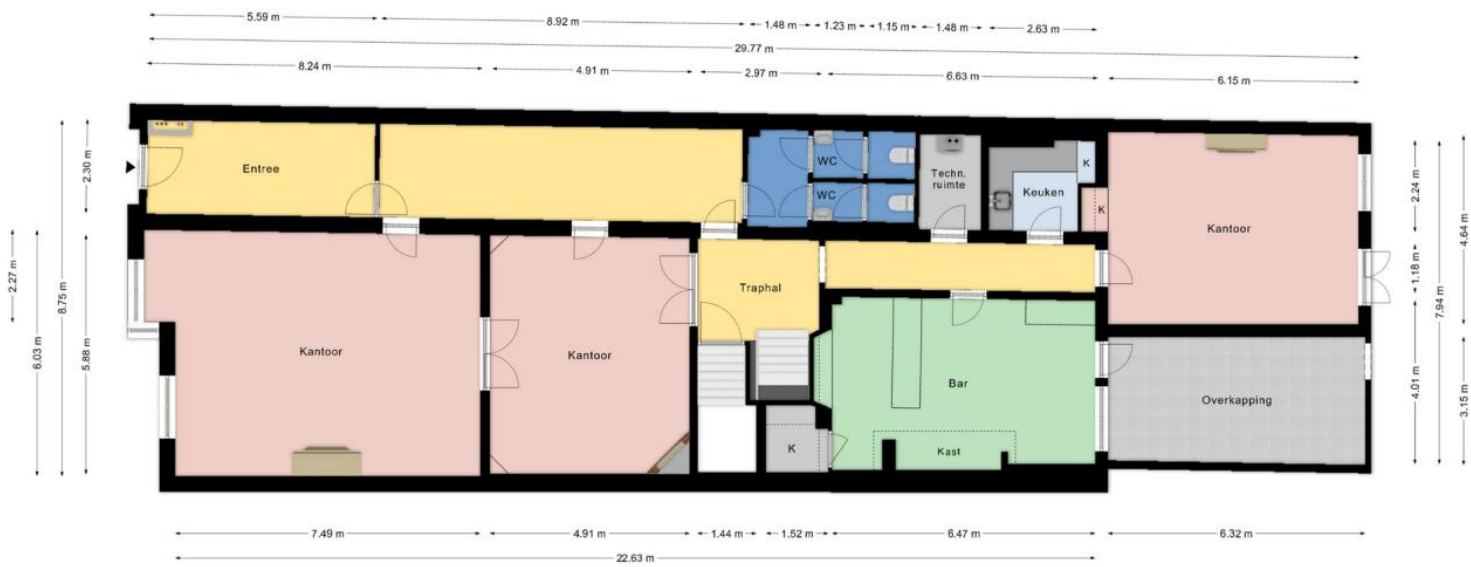 5.59 m
8.92 m
1.48 m
1.23 m
1.15 m
1.48 m
2.63 m
29.77 m
8.24 m
4.91 m
2.97 m
6.63 m
6.15 m
2.27 m
6.03 m
8.75 m
2.30 m
5.88 m
Entree
WC
WC
Techn.
ruimte
Keuken
K
K
Kantoor
Traphal
Kantoor
Kantoor
Bar
Overkapping
K
Kast
2.24 m
1.18 m
4.01 m
7.94 m
4.64 m
3.15 m
7.49 m
4.91 m
1.44 m
1.52 m
6.47 m
6.32 m
22.63 m